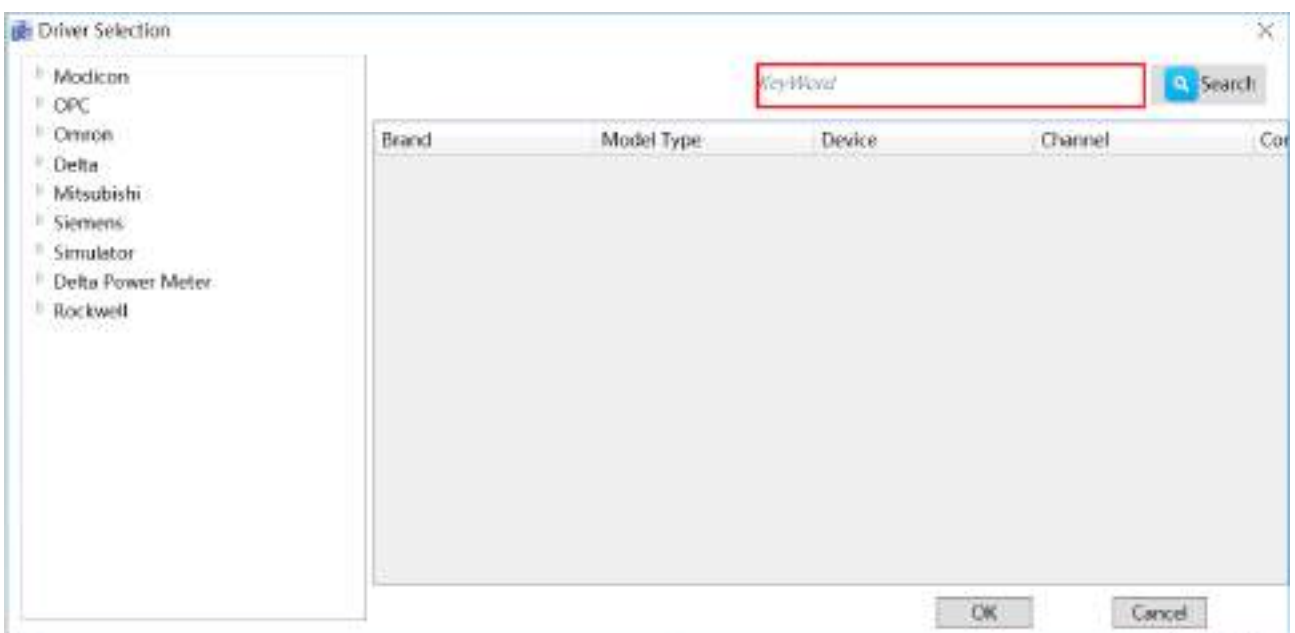 Driver Selection
Modicon
OPC
Omron
Delta
Mitsubishi
Siemens
Simulator
Delta Power Meter
Rockwell
KeyWord
Search
Brand Model Type Device Channel Con
OK Cancel